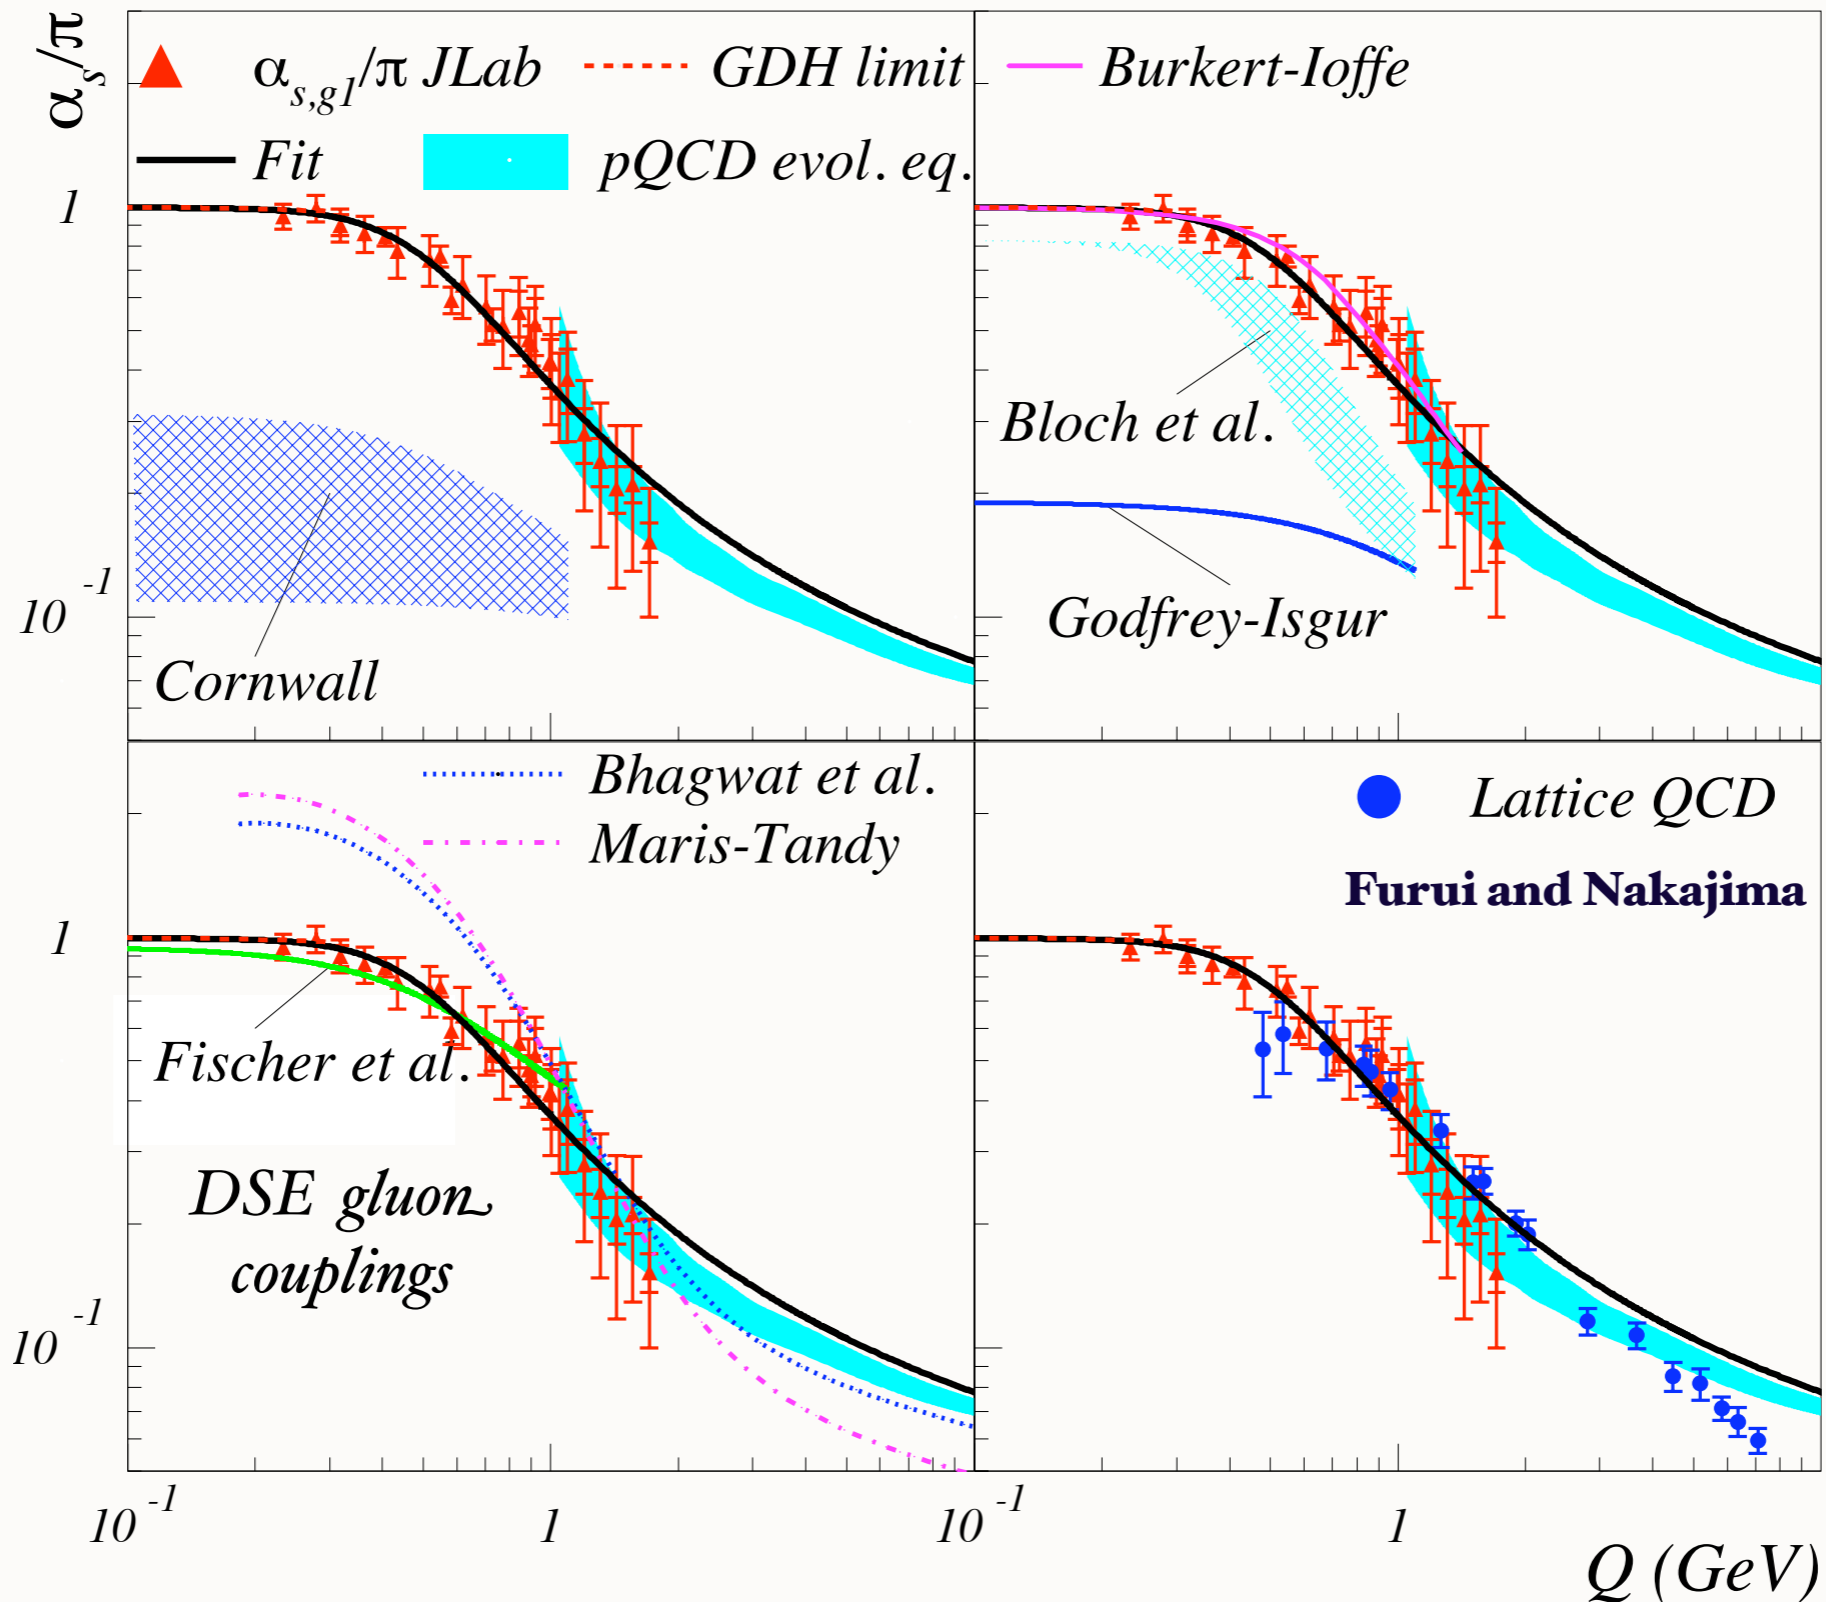 αs/π
αs,g1/π JLab
GDH limit
Burkert-Ioffe
Fit
pQCD evol. eq.
1
Bloch et al.
10 -1
Godfrey-Isgur
Cornwall
Bhagwat et al.
Maris-Tandy
Lattice QCD
Furui and Nakajima
1
Fischer et al.
DSE gluon
couplings
10 -1
10 -1
1
10 -1
1
Q (GeV)